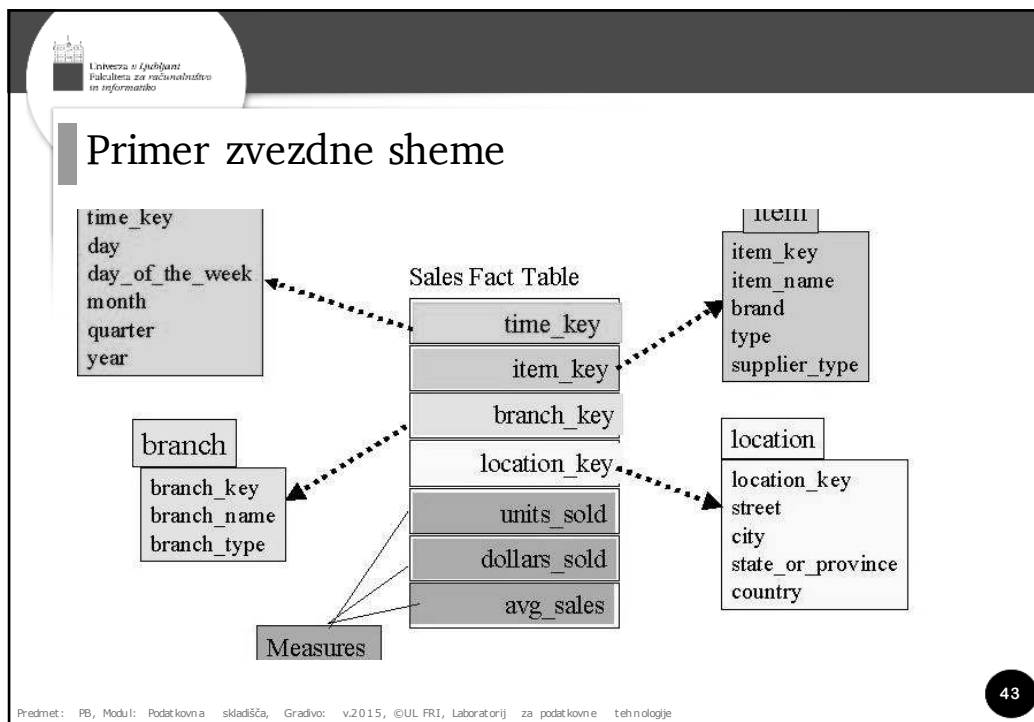 Univerza v Ljubljani
Fakulteta za računalništvo
in informatiko
Primer zvezdne sheme
time_key
day
day_of_the_week
month
quarter
year
branch
branch_key
branch_name
branch_type
Sales Fact Table
time_key
item_key
branch_key
location_key
units_sold
dollars_sold
avg_sales
Measures
item
item_key
item_name
brand
type
supplier_type
location
location_key
street
city
state_or_province
country
43
Predmet: PB, Modul: Podatkovna skladišča, Gradivo: v.2015, ©UL FRI, Laboratorij za podatkovne tehnologije